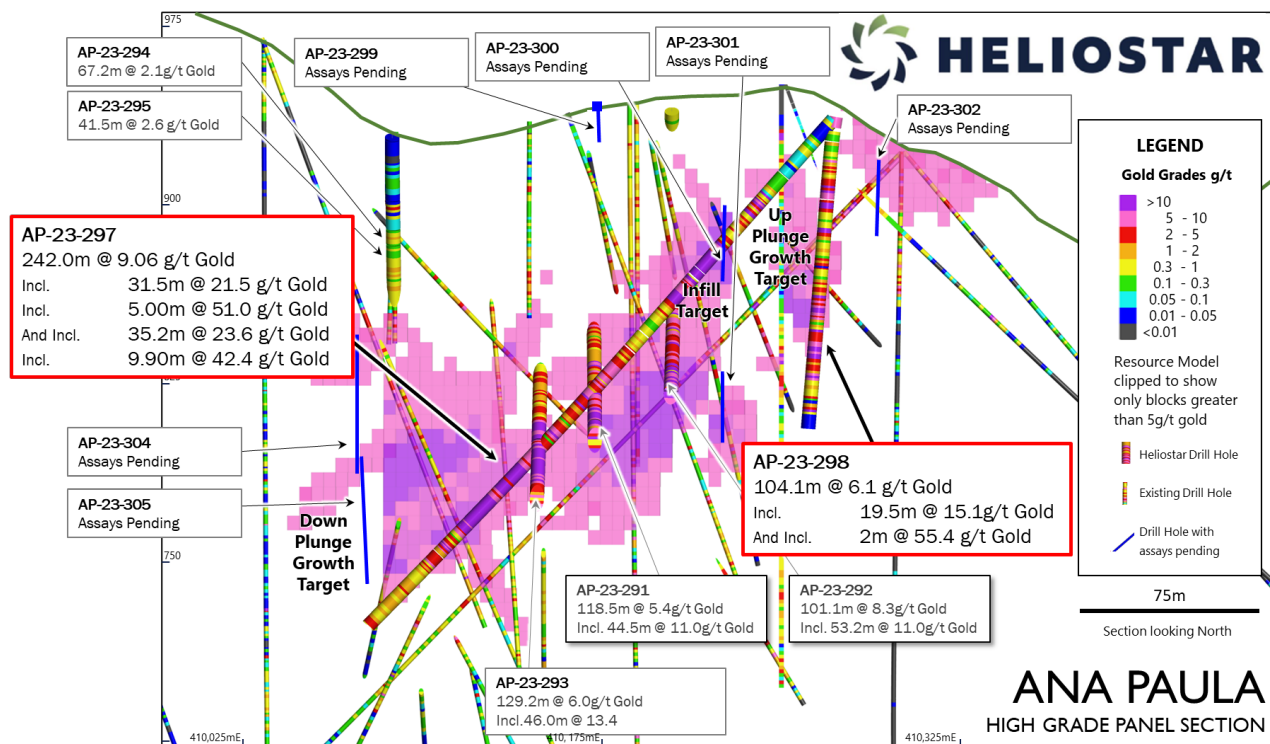 975
HELIOSTAR
AP-23-294
67.2m @ 2.1g/t Gold
AP-23-295
41.5m @ 2.6 g/t Gold
AP-23-299
Assays Pending
AP-23-300
Assays Pending
AP-23-301
Assays Pending
AP-23-302
Assays Pending
900
AP-23-297
242.0m @ 9.06 g/t Gold
Incl. 31.5m @ 21.5 g/t Gold
Incl. 5.00m @ 51.0 g/t Gold
And Incl. 35.2m @ 23.6 g/t Gold
Incl. 9.90m @ 42.4 g/t Gold
Up
Plunge
Growth
Target
Infill
Target
LEGEND
Gold Grades g/t
>10
5 - 10
2 - 5
1 - 2
0.3 - 1
0.1 - 0.3
0.05 - 0.1
0.01 - 0.05
<0.01
Resource Model
clipped to show
only blocks greater
than 5g/t gold
Heliostar Drill Hole
Existing Drill Hole
Drill Hole with
assays pending
AP-23-304
Assays Pending
AP-23-305
Assays Pending
AP-23-298
104.1m @ 6.1 g/t Gold
Incl. 19.5m @ 15.1g/t Gold
And Incl. 2m @ 55.4 g/t Gold
Down
Plunge
Growth
Target
750
AP-23-291
118.5m @ 5.4g/t Gold
Incl. 44.5m @ 11.0g/t Gold
AP-23-292
101.1m @ 8.3g/t Gold
Incl. 53.2m @ 11.0g/t Gold
75m
Section looking North
AP-23-293
129.2m @ 6.0g/t Gold
Incl.46.0m @ 13.4
ANA PAULA
HIGH GRADE PANEL SECTION
410,025mE
410,175mE
410,325mE